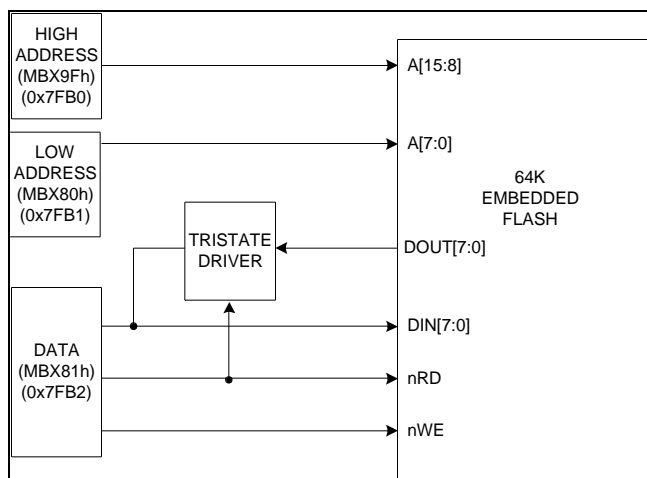 HIGH
ADDRESS
(MBX9Fh)
(0x7FB0)
LOW
ADDRESS
(MBX80h)
(0x7FB1)
DATA
(MBX81h)
(0x7FB2)
TRISTATE
DRIVER
A[15:8]
A[7:0]
DOUT[7:0]
DIN[7:0]
nRD
nWE
64K
EMBEDDED
FLASH